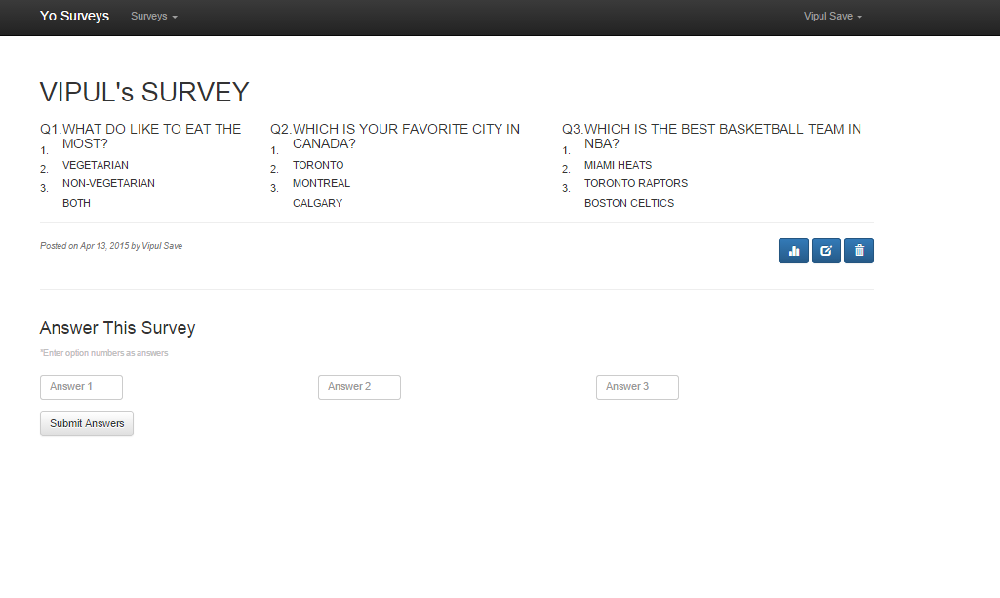 Yo Surveys Surveys Vipul Save
VIPUL's SURVEY
Q1. WHAT DO LIKE TO EAT THE MOST?
1. VEGETARIAN
2. NON-VEGETARIAN
3. BOTH
Q2. WHICH IS YOUR FAVORITE CITY IN CANADA?
1. TORONTO
2. MONTREAL
3. CALGARY
Q3. WHICH IS THE BEST BASKETBALL TEAM IN NBA?
1. MIAMI HEATS
2. TORONTO RAPTORS
3. BOSTON CELTICS
Posted on Apr 13, 2015 by Vipul Save
Answer This Survey
*Enter option numbers as answers
Answer 1 Answer 2 Answer 3
Submit Answers